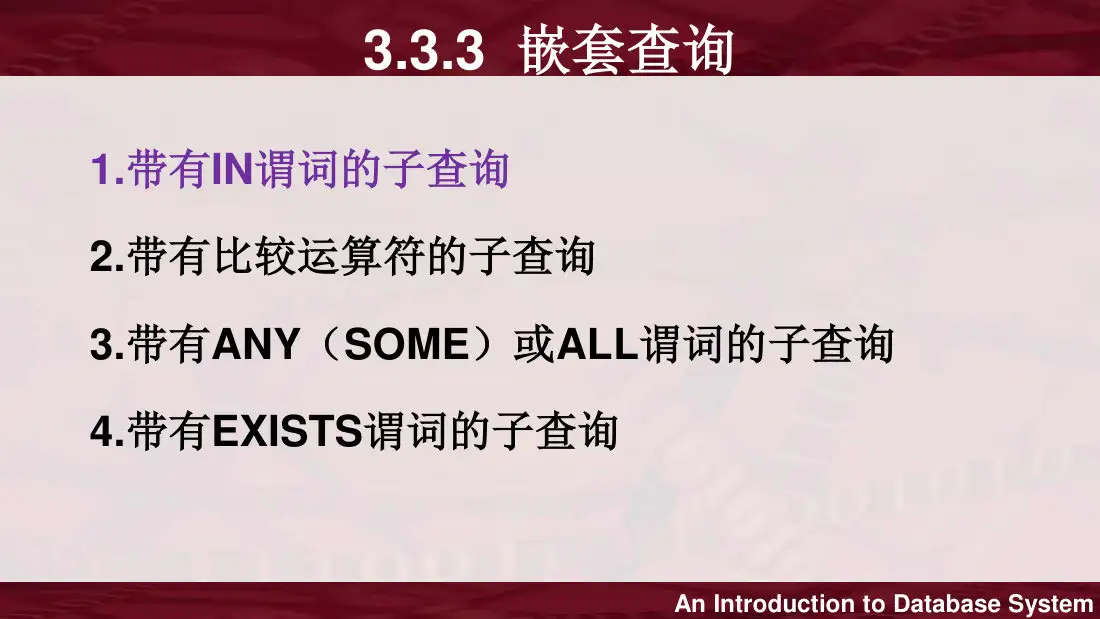 3.3.3 嵌套查询
1.带有IN谓词的子查询
2.带有比较运算符的子查询
3.带有ANY（SOME）或ALL谓词的子查询
4.带有EXISTS谓词的子查询
An Introduction to Database System